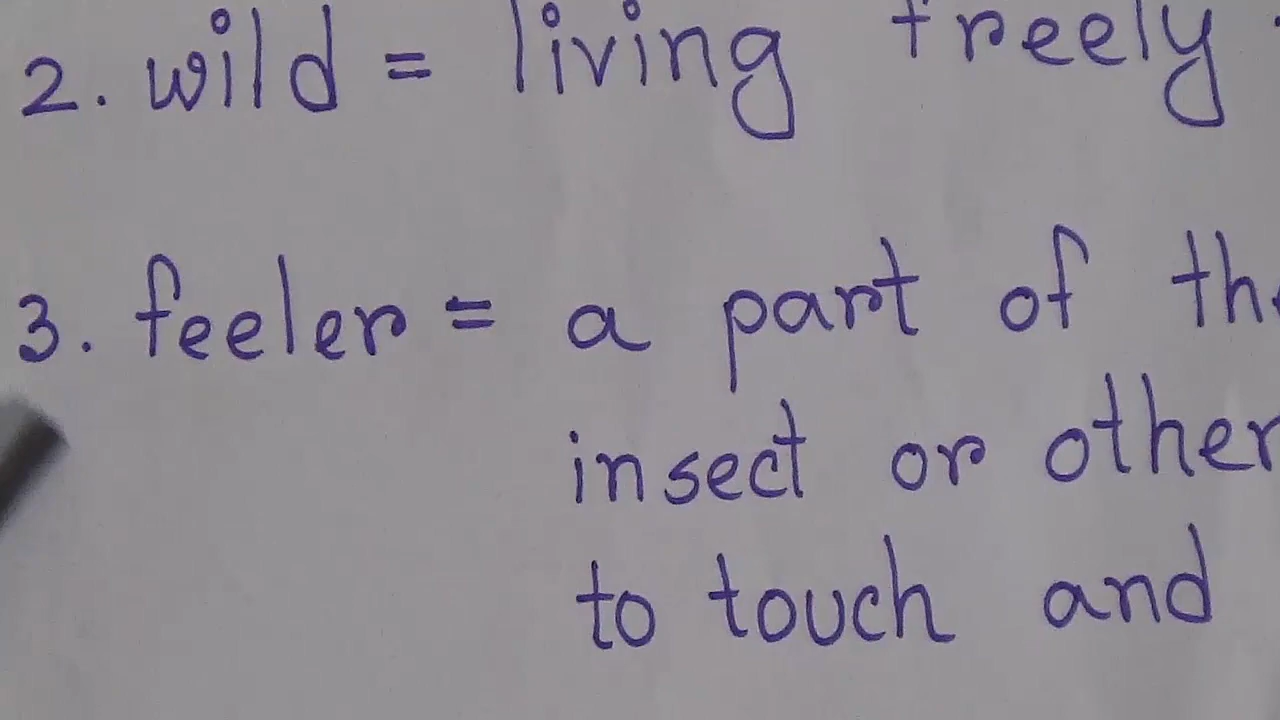 2. wild = living freely
3. feeler = a part of th
insect or other
to touch and